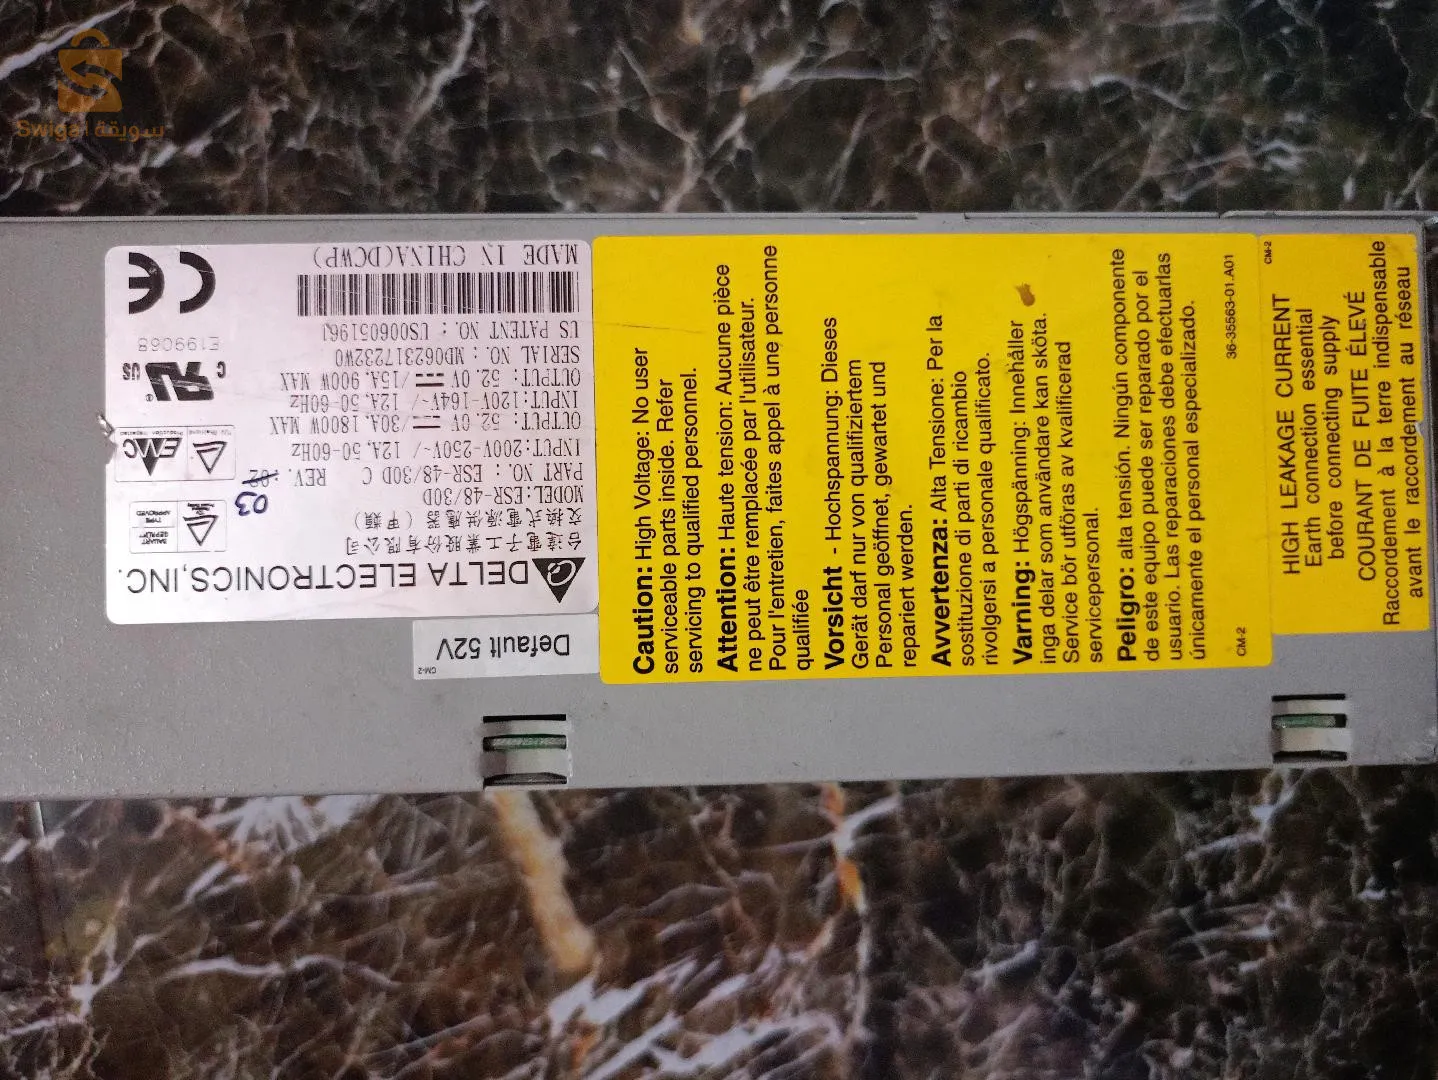 Swiqa سويقة
DELTA ELECTRONICS, INC.
台達電子工業股份有限公司
交換式電源供應器 (甲類)
MODEL: ESR-48/30D
PART NO.: ESR-48/30D C REV. 02 03
INPUT: 200V-250V~/ 12A, 50-60Hz
OUTPUT: 52.0V ⎓/30A, 1800W MAX
INPUT: 120V-164V~/ 12A, 50-60Hz
OUTPUT: 52.0V ⎓/15A, 900W MAX
SERIAL NO.: MD062317232W0
US PATENT NO.: US006051961
MADE IN CHINA(DCWP)
BAUART
GEPRÜFT
TYPE
APPROVED
EMC
C RU US
E199068
CE
Default 52V
CM-2
Caution: High Voltage: No user
serviceable parts inside. Refer
servicing to qualified personnel.
Attention: Haute tension: Aucune pièce
ne peut être remplacée par l'utilisateur.
Pour l'entretien, faites appel à une personne
qualifiée
Vorsicht - Hochspannung: Dieses
Gerät darf nur von qualifiziertem
Personal geöffnet, gewartet und
repariert werden.
Avvertenza: Alta Tensione: Per la
sostituzione di parti di ricambio
rivolgersi a personale qualificato.
Varning: Högspänning: Innehåller
inga delar som användare kan sköta.
Service bör utföras av kvalificerad
servicepersonal.
Peligro: alta tensión. Ningún componente
de este equipo puede ser reparado por el
usuario. Las reparaciones debe efectuarlas
únicamente el personal especializado.
36-35563-01.A01
CM-2
CM-2
HIGH LEAKAGE CURRENT
Earth connection essential
before connecting supply
COURANT DE FUITE ÉLEVÉ
Raccordement à la terre indispensable
avant le raccordement au réseau